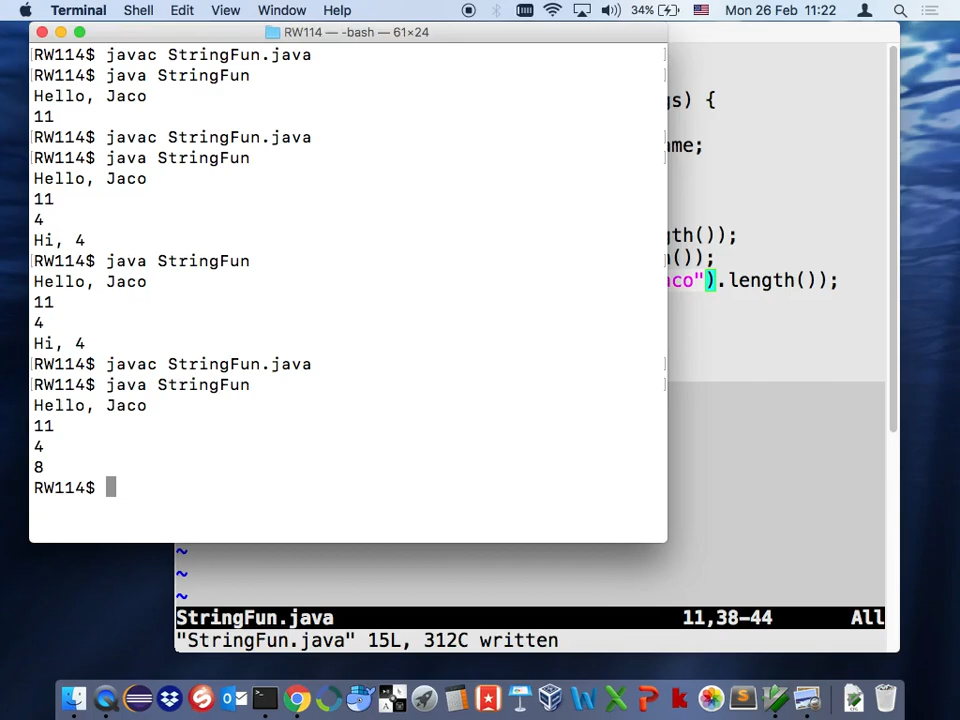 Terminal Shell Edit View Window Help 34% Mon 26 Feb 11:22
RW114 — -bash — 61×24
RW114$ javac StringFun.java
RW114$ java StringFun
Hello, Jaco
11
RW114$ javac StringFun.java
RW114$ java StringFun
Hello, Jaco
11
4
Hi, 4
RW114$ java StringFun
Hello, Jaco
11
4
Hi, 4
RW114$ javac StringFun.java
RW114$ java StringFun
Hello, Jaco
11
4
8
RW114$
gs) {
ame;
gth());
h());
aco").length());
~
~
~
StringFun.java 11,38-44 All
"StringFun.java" 15L, 312C written